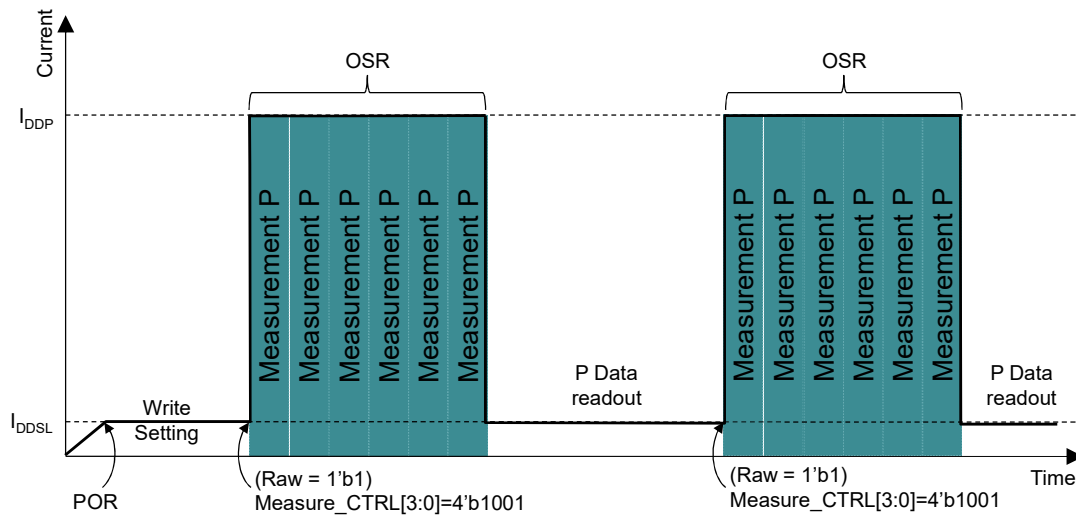 Current
OSR
OSR
I_DDP
Measurement P
Measurement P
Measurement P
Measurement P
Measurement P
Measurement P
Measurement P
Measurement P
Measurement P
Measurement P
Measurement P
Measurement P
P Data
readout
P Data
readout
I_DDSL
Write
Setting
Time
POR
(Raw = 1’b1)
Measure_CTRL[3:0]=4’b1001
(Raw = 1’b1)
Measure_CTRL[3:0]=4’b1001